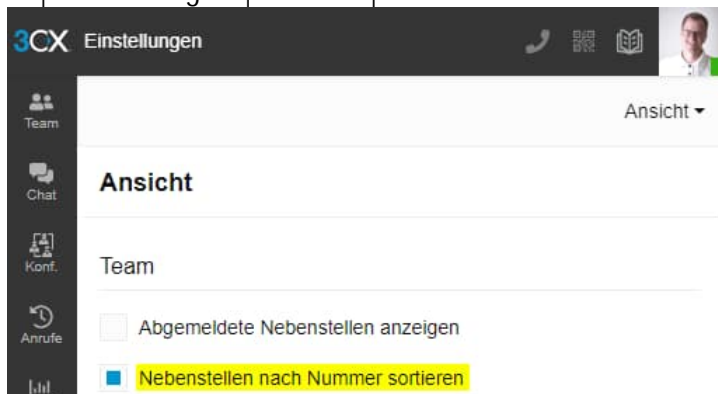 3CX Einstellungen
Team
Ansicht
Chat
Ansicht
Konf.
Team
Anrufe
Abgemeldete Nebenstellen anzeigen
Nebenstellen nach Nummer sortieren